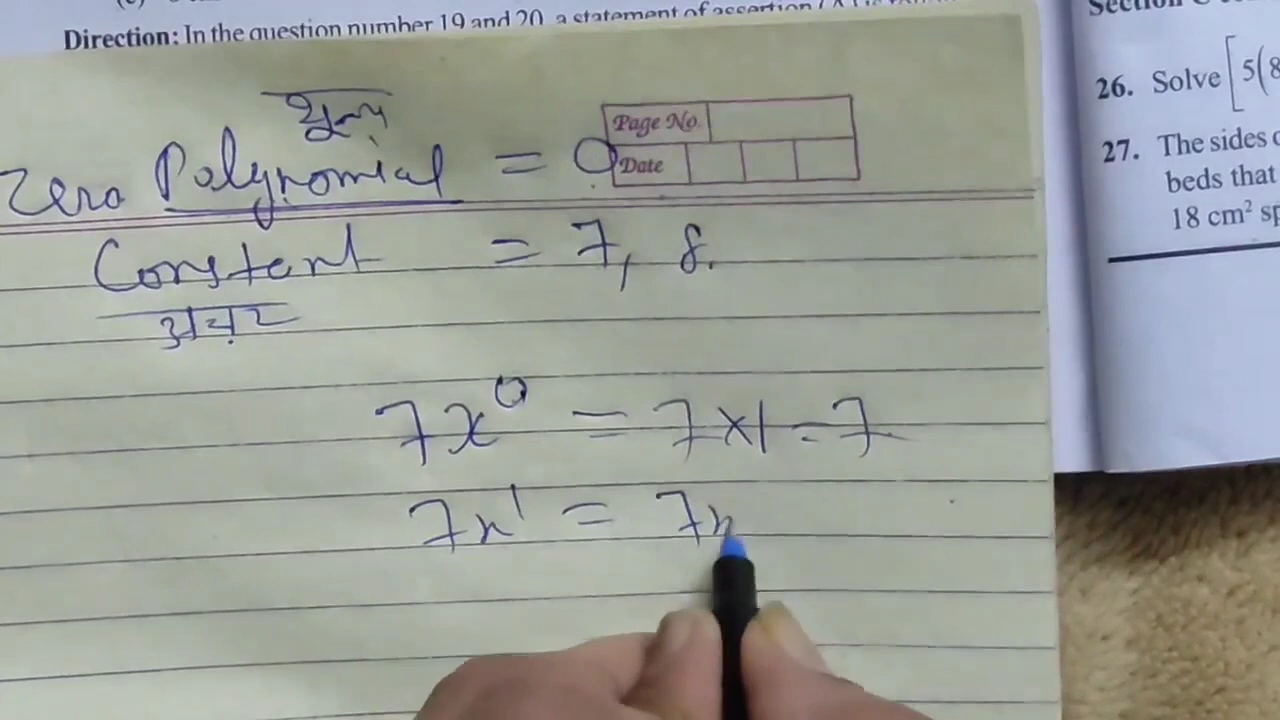 Direction: In the question number 19 and 20, a statement of assertion (A)
शून्य
Zero Polynomial = 0
Page No.
Date
Constent = 7, 8.
अचर
7x⁰ = 7×1 = 7
7x¹ = 7x
26. Solve [5(8
27. The sides o
beds that
18 cm² sp